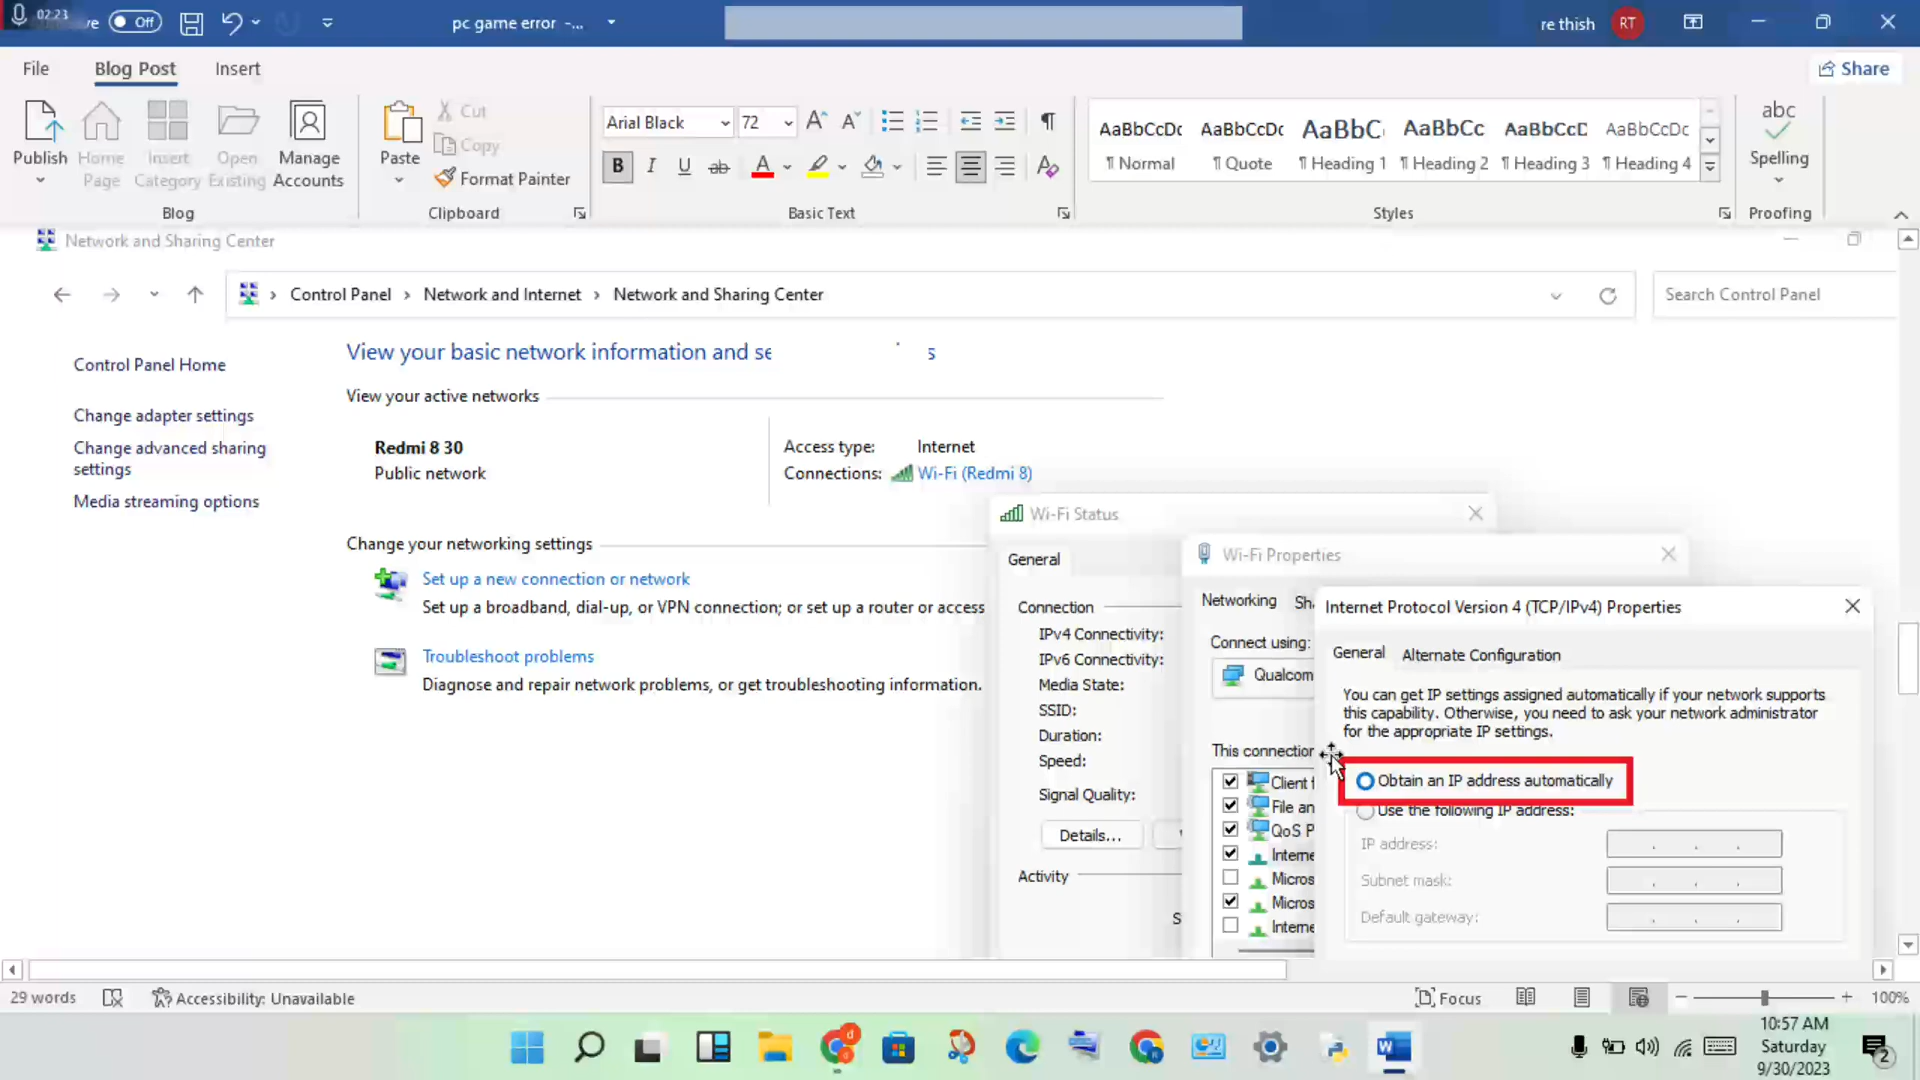 02:23
ve
Off
pc game error -...
re thish
RT
File
Blog Post
Insert
Share
Publish
Home Page
Insert Category
Open Existing
Manage Accounts
Blog
Paste
Cut
Copy
Format Painter
Clipboard
Arial Black
72
B I U ab
Basic Text
AaBbCcDc
¶ Normal
AaBbCcDc
¶ Quote
AaBbC
¶ Heading 1
AaBbCc
¶ Heading 2
AaBbCcD
¶ Heading 3
AaBbCcDc
¶ Heading 4
Styles
abc
Spelling
Proofing
Network and Sharing Center
Control Panel > Network and Internet > Network and Sharing Center
Search Control Panel
Control Panel Home
Change adapter settings
Change advanced sharing
settings
Media streaming options
View your basic network information and se
s
View your active networks
Redmi 8 30
Public network
Access type: Internet
Connections: Wi-Fi (Redmi 8)
Change your networking settings
Set up a new connection or network
Set up a broadband, dial-up, or VPN connection; or set up a router or access
Troubleshoot problems
Diagnose and repair network problems, or get troubleshooting information.
Wi-Fi Status
General
Connection
IPv4 Connectivity:
IPv6 Connectivity:
Media State:
SSID:
Duration:
Speed:
Signal Quality:
Details...
Activity
S
Wi-Fi Properties
Networking
Sha
Connect using:
Qualcom
This connection
Client f
File an
QoS P
Interne
Micros
Micros
Interne
Internet Protocol Version 4 (TCP/IPv4) Properties
General
Alternate Configuration
You can get IP settings assigned automatically if your network supports
this capability. Otherwise, you need to ask your network administrator
for the appropriate IP settings.
Obtain an IP address automatically
Use the following IP address:
IP address:
Subnet mask:
Default gateway:
29 words
Accessibility: Unavailable
Focus
100%
10:57 AM
Saturday
9/30/2023
2